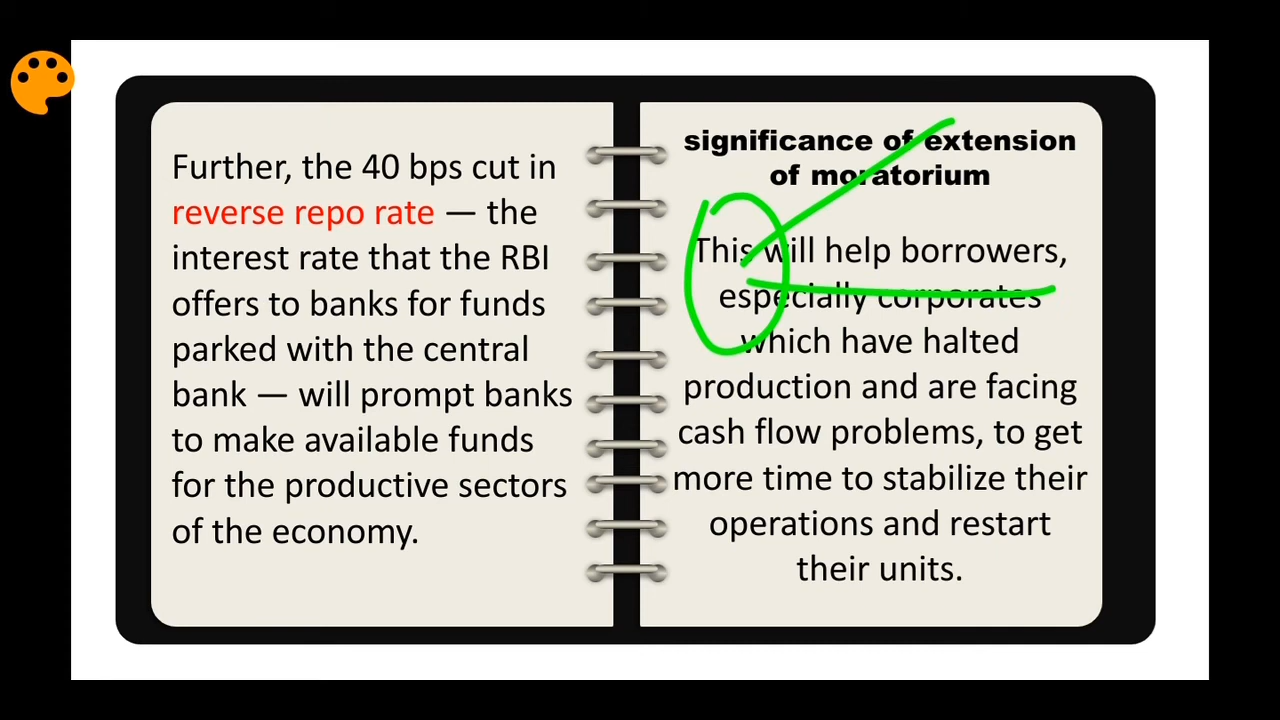 Further, the 40 bps cut in
reverse repo rate — the
interest rate that the RBI
offers to banks for funds
parked with the central
bank — will prompt banks
to make available funds
for the productive sectors
of the economy.
significance of extension
of moratorium
This will help borrowers,
especially corporates
which have halted
production and are facing
cash flow problems, to get
more time to stabilize their
operations and restart
their units.